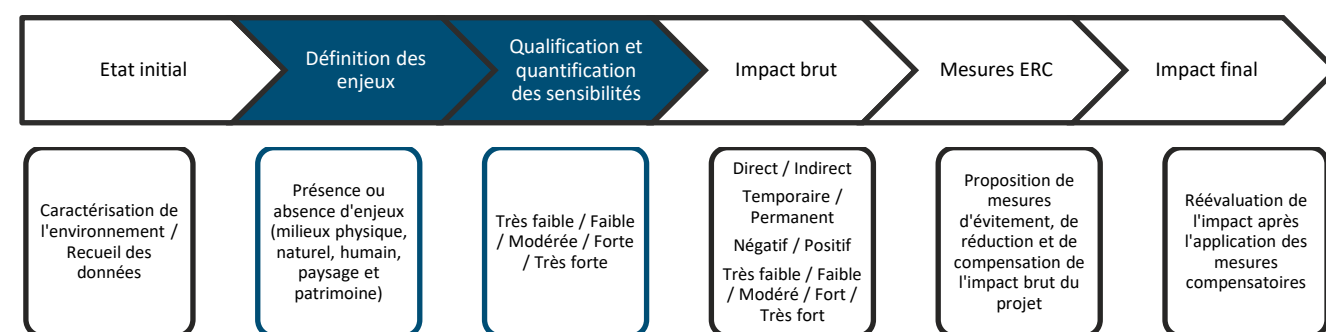 Etat initial
Définition des
enjeux
Qualification et
quantification
des sensibilités
Impact brut
Mesures ERC
Impact final
Caractérisation de
l'environnement /
Recueil des
données
Présence ou
absence d'enjeux
(milieux physique,
naturel, humain,
paysage et
patrimoine)
Très faible / Faible
/ Modérée / Forte
/ Très forte
Direct / Indirect
Temporaire /
Permanent
Négatif / Positif
Très faible / Faible
/ Modéré / Fort /
Très fort
Proposition de
mesures
d'évitement, de
réduction et de
compensation de
l'impact brut du
projet
Réévaluation de
l'impact après
l'application des
mesures
compensatoires